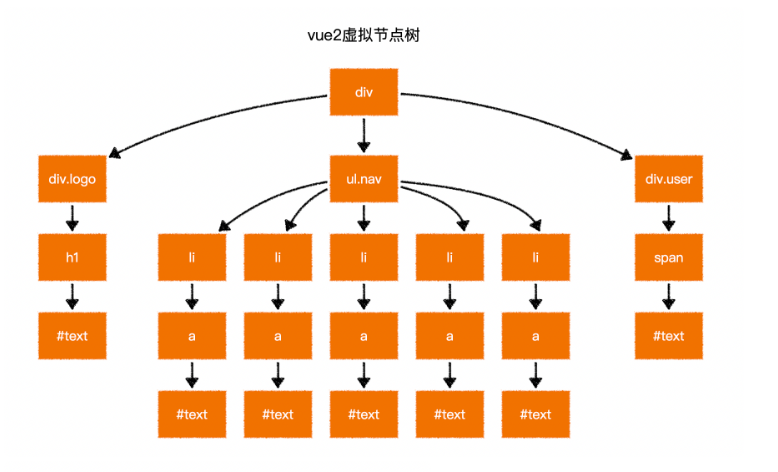 vue2虚拟节点树
div
div.logo
ul.nav
div.user
h1
li
li
li
li
li
span
#text
a
a
a
a
a
#text
#text
#text
#text
#text
#text